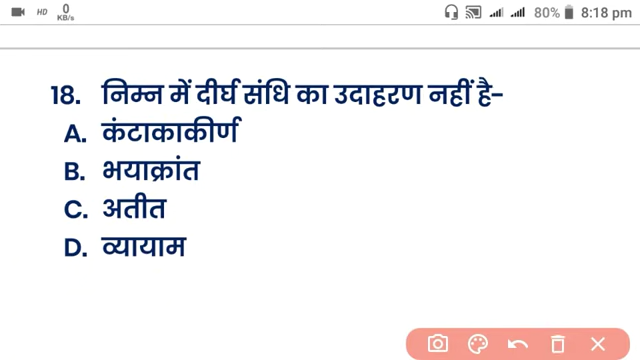 HD 0 KB/s 80% 8:18 pm
18. निम्न में दीर्घ संधि का उदाहरण नहीं है-
A. कंटाकाकीर्ण
B. भयाक्रांत
C. अतीत
D. व्यायाम